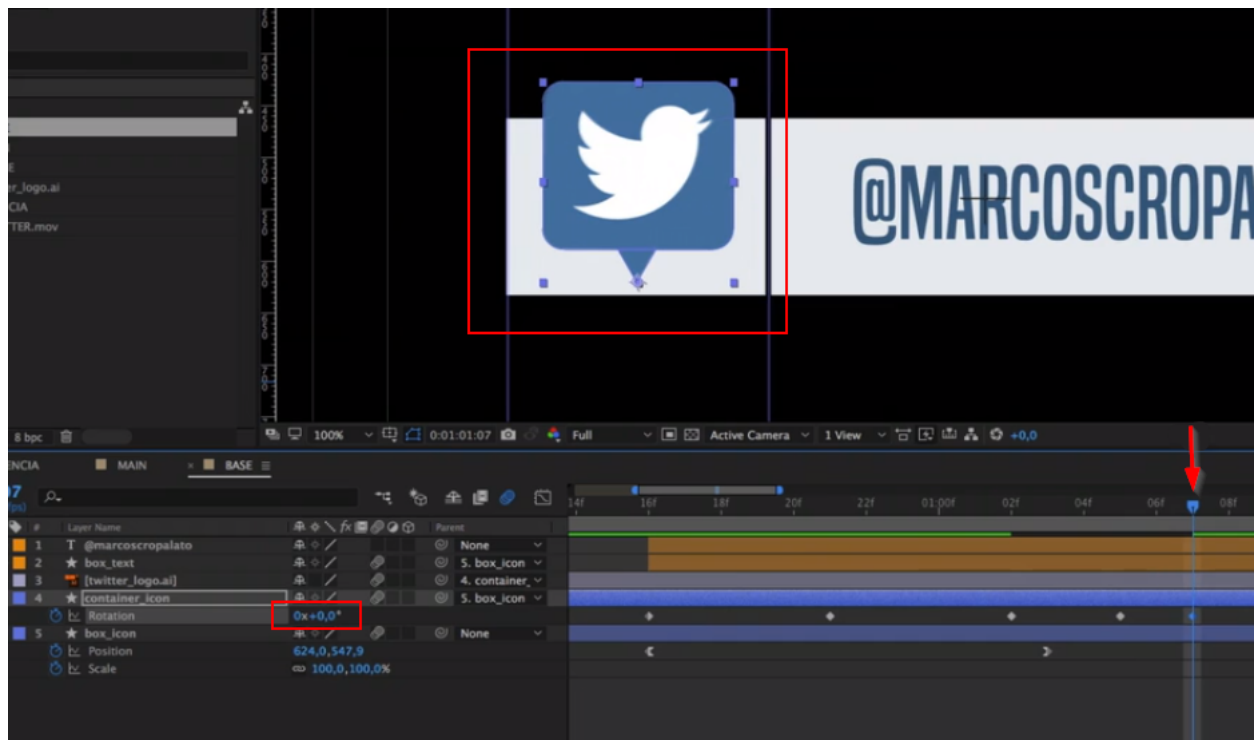 er_logo.ai
CIA
TTER.mov
@MARCOSCROPA
8 bpc
100%
0:01:01:07
Full
Active Camera
1 View
+0,0
ENCIA
MAIN
BASE
14f
16f
18f
20f
22f
01:00f
02f
04f
06f
08f
# Layer Name
Parent
1 T @marcoscropalato None
2 box_text 5. box_icon
3 [twitter_logo.ai] 4. container_
4 container_icon 5. box_icon
Rotation 0x+0,0°
5 box_icon None
Position 624,0,547,9
Scale 100,0,100,0%